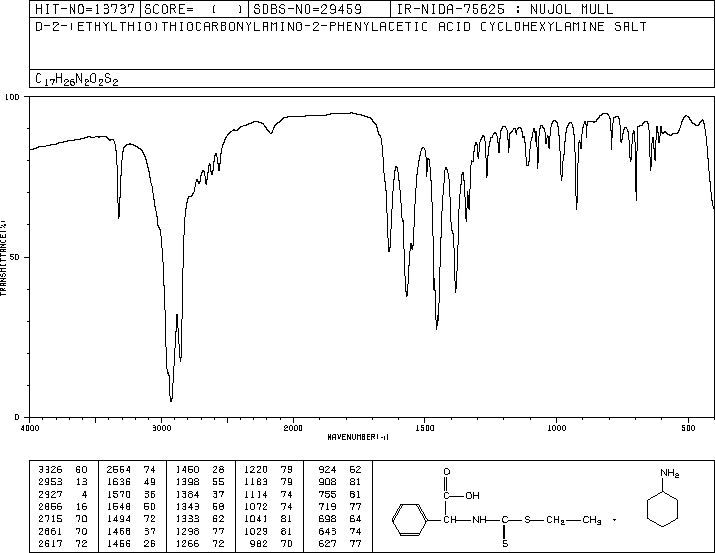 HIT-NO=13737 SCORE= ( ) SDBS-NO=29459 IR-NIDA-75625 : NUJOL MULL
D-2-(ETHYLTHIO)THIOCARBONYLAMINO-2-PHENYLACETIC ACID CYCLOHEXYLAMINE SALT
C17H26N2O2S2
100
50
0
TRANSMITTANCE(%)
4000 3000 2000 1500 1000 500
WAVENUMBER(-1)
3326 60 2564 74 1450 28 1220 79 924 62
2953 13 1636 49 1398 55 1183 79 908 81
2927 4 1570 36 1384 37 1114 74 755 81
2855 16 1548 50 1343 58 1072 74 719 77
2715 70 1494 72 1333 62 1041 81 698 64
2661 70 1468 37 1298 77 1029 81 643 74
2617 72 1456 26 1266 72 982 70 627 77
O
C—OH
CH—NH—C—S—CH2—CH3
S
NH2